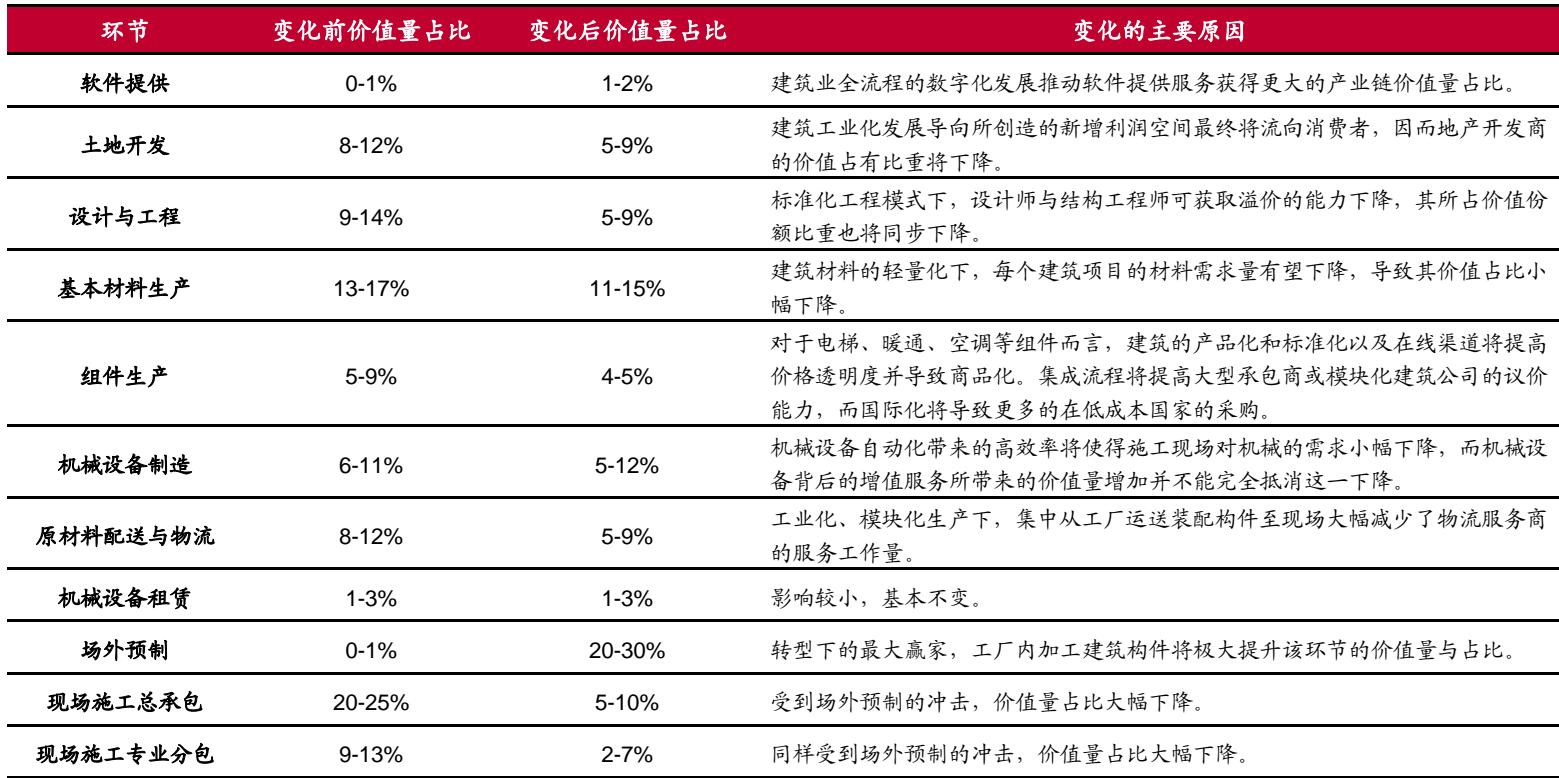 环节 变化前价值量占比 变化后价值量占比 变化的主要原因
软件提供 0-1% 1-2% 建筑业全流程的数字化发展推动软件提供服务获得更大的产业链价值量占比。
土地开发 8-12% 5-9% 建筑工业化发展导向所创造的新增利润空间最终将流向消费者，因而地产开发商
的价值占有比重将下降。
设计与工程 9-14% 5-9% 标准化工程模式下，设计师与结构工程师可获取溢价的能力下降，其所占价值份
额比重也将同步下降。
基本材料生产 13-17% 11-15% 建筑材料的轻量化下，每个建筑项目的材料需求量有望下降，导致其价值占比小
幅下降。
对于电梯、暖通、空调等组件而言，建筑的产品化和标准化以及在线渠道将提高
组件生产 5-9% 4-5% 价格透明度并导致商品化。集成流程将提高大型承包商或模块化建筑公司的议价
能力，而国际化将导致更多的在低成本国家的采购。
机械设备制造 6-11% 5-12% 机械设备自动化带来的高效率将使得施工现场对机械的需求小幅下降，而机械设
备背后的增值服务所带来的价值量增加并不能完全抵消这一下降。
原材料配送与物流 8-12% 5-9% 工业化、模块化生产下，集中从工厂运送装配构件至现场大幅减少了物流服务商
的服务工作量。
机械设备租赁 1-3% 1-3% 影响较小，基本不变。
场外预制 0-1% 20-30% 转型下的最大赢家，工厂内加工建筑构件将极大提升该环节的价值量与占比。
现场施工总承包 20-25% 5-10% 受到场外预制的冲击，价值量占比大幅下降。
现场施工专业分包 9-13% 2-7% 同样受到场外预制的冲击，价值量占比大幅下降。